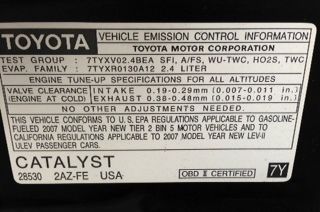 TOYOTA
VEHICLE EMISSION CONTROL INFORMATION
TOYOTA MOTOR CORPORATION
TEST GROUP : 7TYXV02.4BEA SFI, A/FS, WU-TWC, HO2S, TWC
EVAP. FAMILY : 7TYXR0130A12 2.4 LITER
ENGINE TUNE-UP SPECIFICATIONS FOR ALL ALTITUDES
VALVE CLEARANCE INTAKE 0.19-0.29mm (0.007-0.011 in.)
(ENGINE AT COLD) EXHAUST 0.38-0.48mm (0.015-0.019 in.)
NO OTHER ADJUSTMENTS NEEDED.
THIS VEHICLE CONFORMS TO U.S.EPA REGULATIONS APPLICABLE TO GASOLINE-
FUELED 2007 MODEL YEAR NEW TIER 2 BIN 5 MOTOR VEHICLES AND TO
CALIFORNIA REGULATIONS APPLICABLE TO 2007 MODEL YEAR NEW LEV-II
ULEV PASSENGER CARS.
CATALYST
28530 2AZ-FE USA OBD II CERTIFIED 7Y